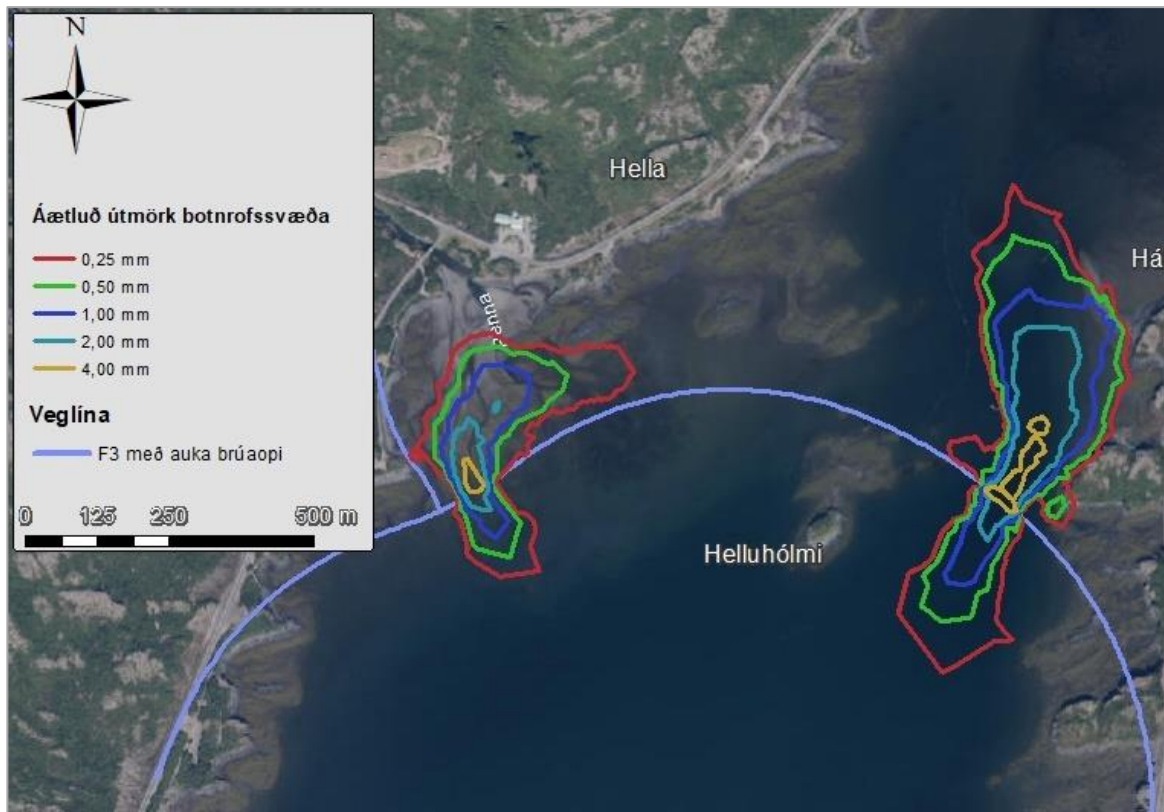 N
Áætluð útmörk botnrofssvæða
0,25 mm
0,50 mm
1,00 mm
2,00 mm
4,00 mm
Veglína
F3 með auka brúaopi
0 125 250 500 m
Hella
Helluhólmi
Há